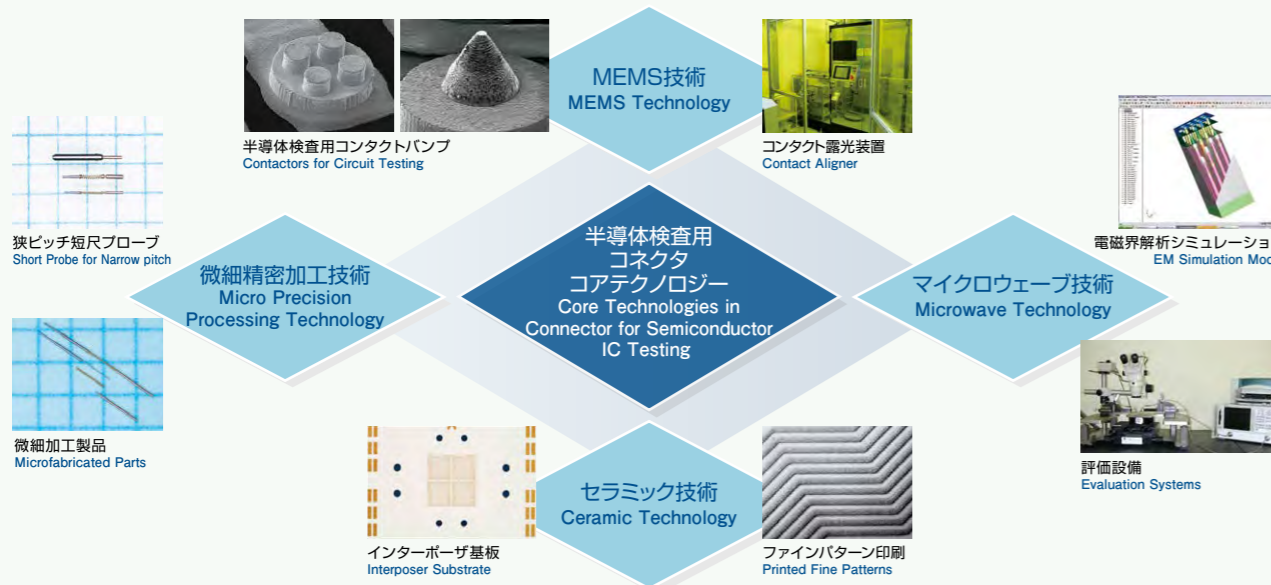 MEMS技術
MEMS Technology
半導体検査用コンタクトバンプ
Contactors for Circuit Testing
コンタクト露光装置
Contact Aligner
狭ピッチ短尺プローブ
Short Probe for Narrow pitch
電磁界解析シミュレーショ
EM Simulation Mod
微細精密加工技術
Micro Precision
Processing Technology
半導体検査用
コネクタ
コアテクノロジー
Core Technologies in
Connector for Semiconductor
IC Testing
マイクロウェーブ技術
Microwave Technology
微細加工製品
Microfabricated Parts
評価設備
Evaluation Systems
セラミック技術
Ceramic Technology
インターポーザ基板
Interposer Substrate
ファインパターン印刷
Printed Fine Patterns